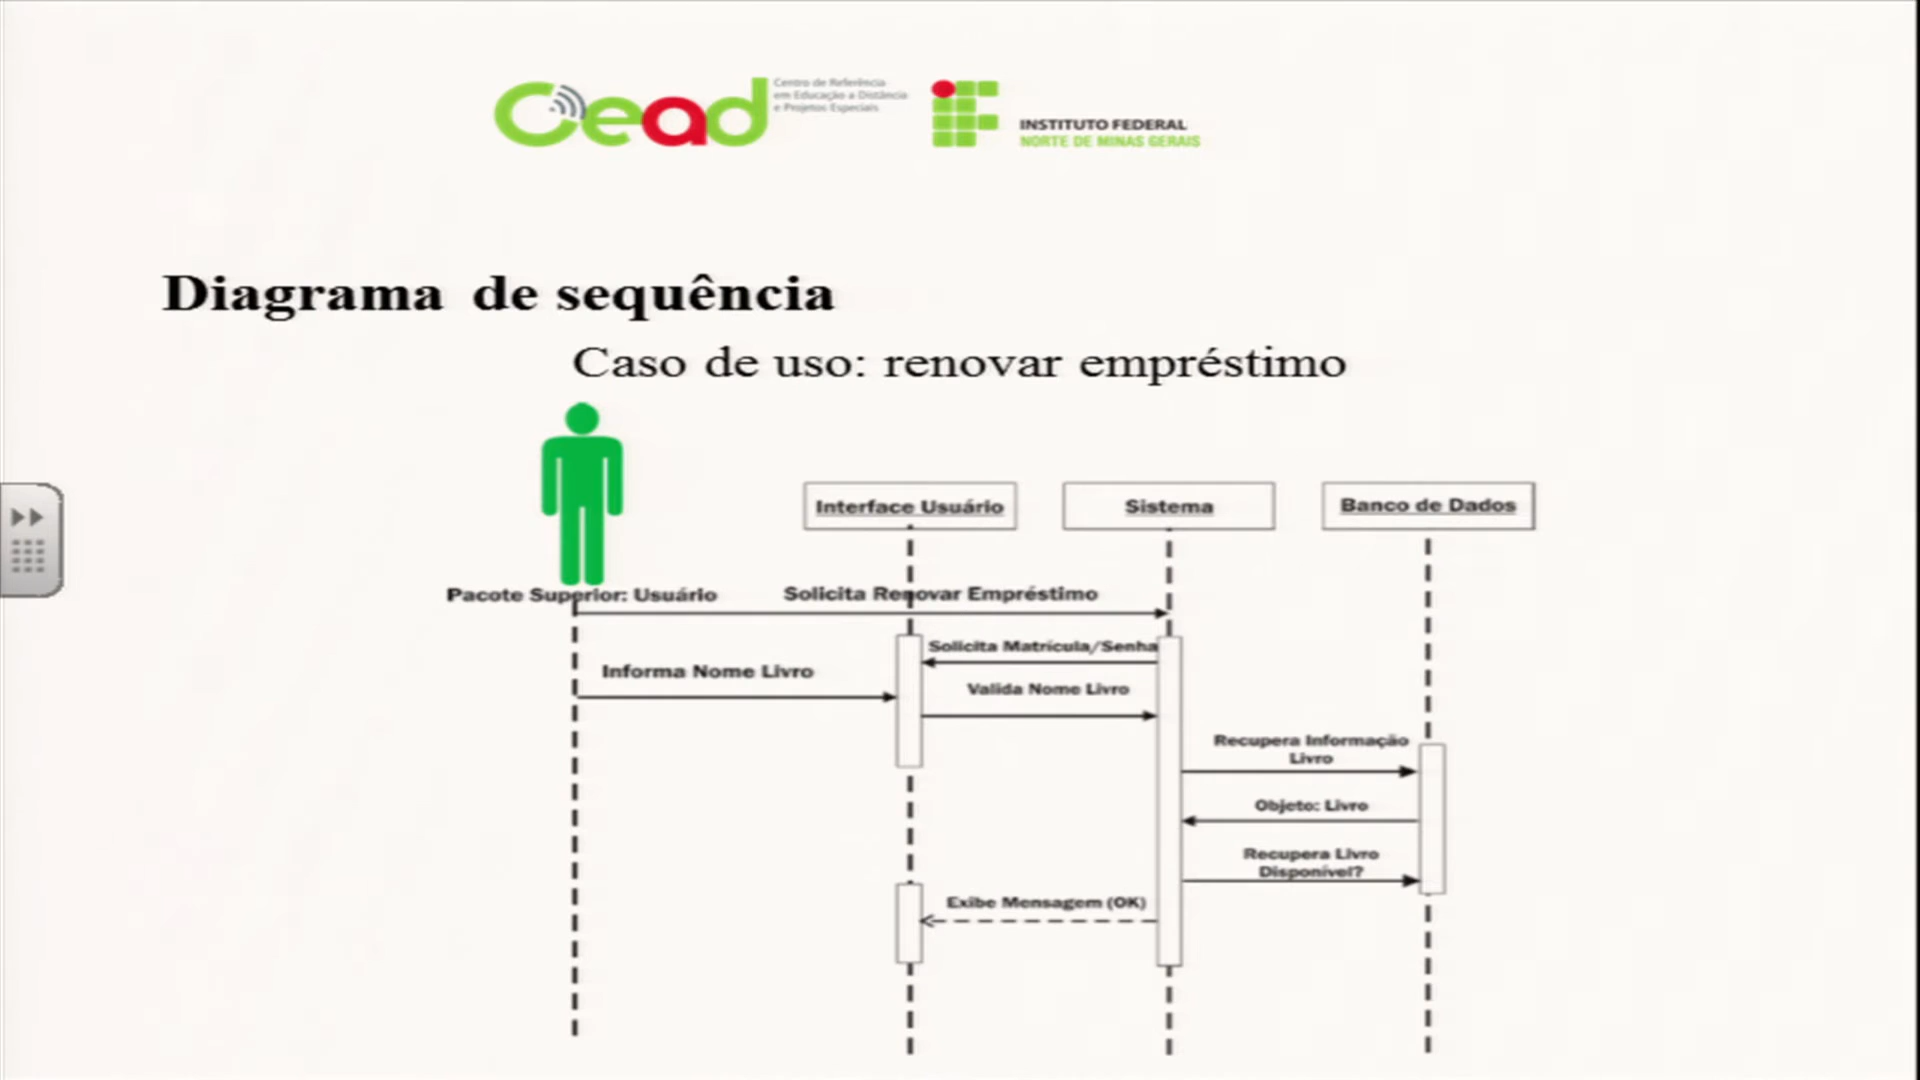 Cead
Centro de Referência
em Educação a Distância
e Projetos Especiais
INSTITUTO FEDERAL
NORTE DE MINAS GERAIS
Diagrama de sequência
Caso de uso: renovar empréstimo
Interface Usuário
Sistema
Banco de Dados
Pacote Superior: Usuário
Solicita Renovar Empréstimo
Solicita Matrícula/Senha
Informa Nome Livro
Valida Nome Livro
Recupera Informação
Livro
Objeto: Livro
Recupera Livro
Disponível?
Exibe Mensagem (OK)